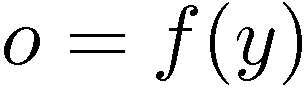 o = f(y)